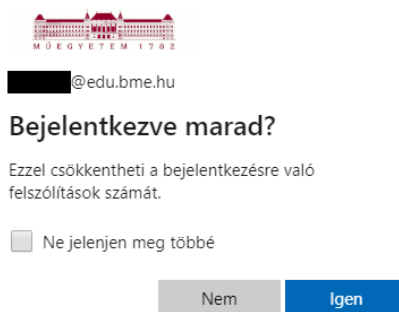 MŰEGYETEM 1782
@edu.bme.hu
Bejelentkezve marad?
Ezzel csökkentheti a bejelentkezésre való
felszólítások számát.
Ne jelenjen meg többé
Nem Igen